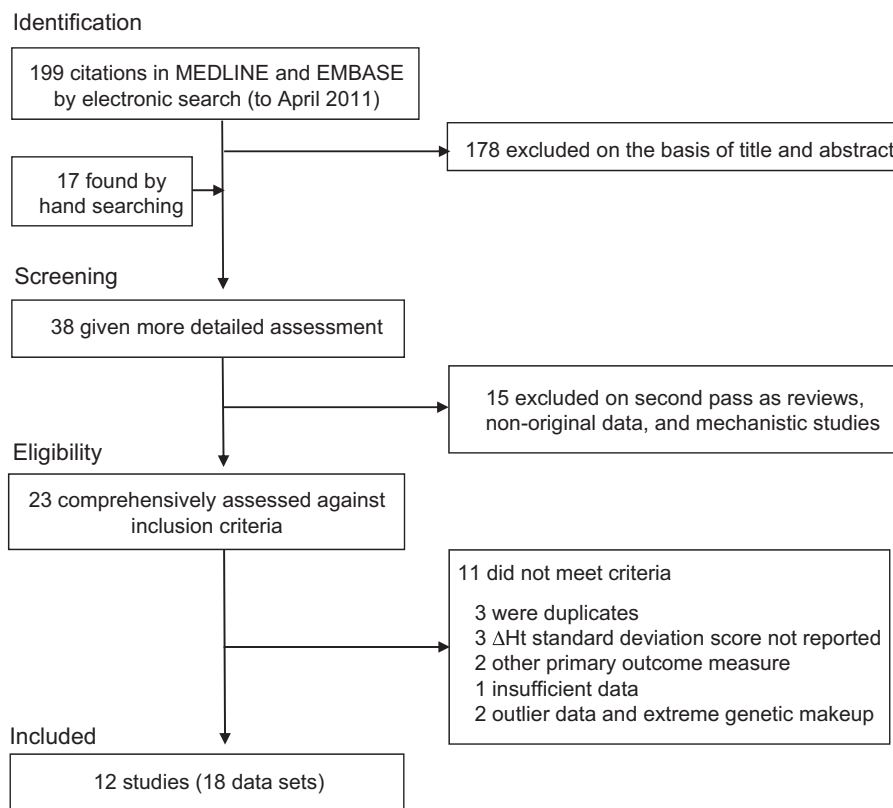 Identification
199 citations in MEDLINE and EMBASE
by electronic search (to April 2011)
178 excluded on the basis of title and abstract
17 found by
hand searching
Screening
38 given more detailed assessment
15 excluded on second pass as reviews,
non-original data, and mechanistic studies
Eligibility
23 comprehensively assessed against
inclusion criteria
11 did not meet criteria
3 were duplicates
3 ΔHt standard deviation score not reported
2 other primary outcome measure
1 insufficient data
2 outlier data and extreme genetic makeup
Included
12 studies (18 data sets)